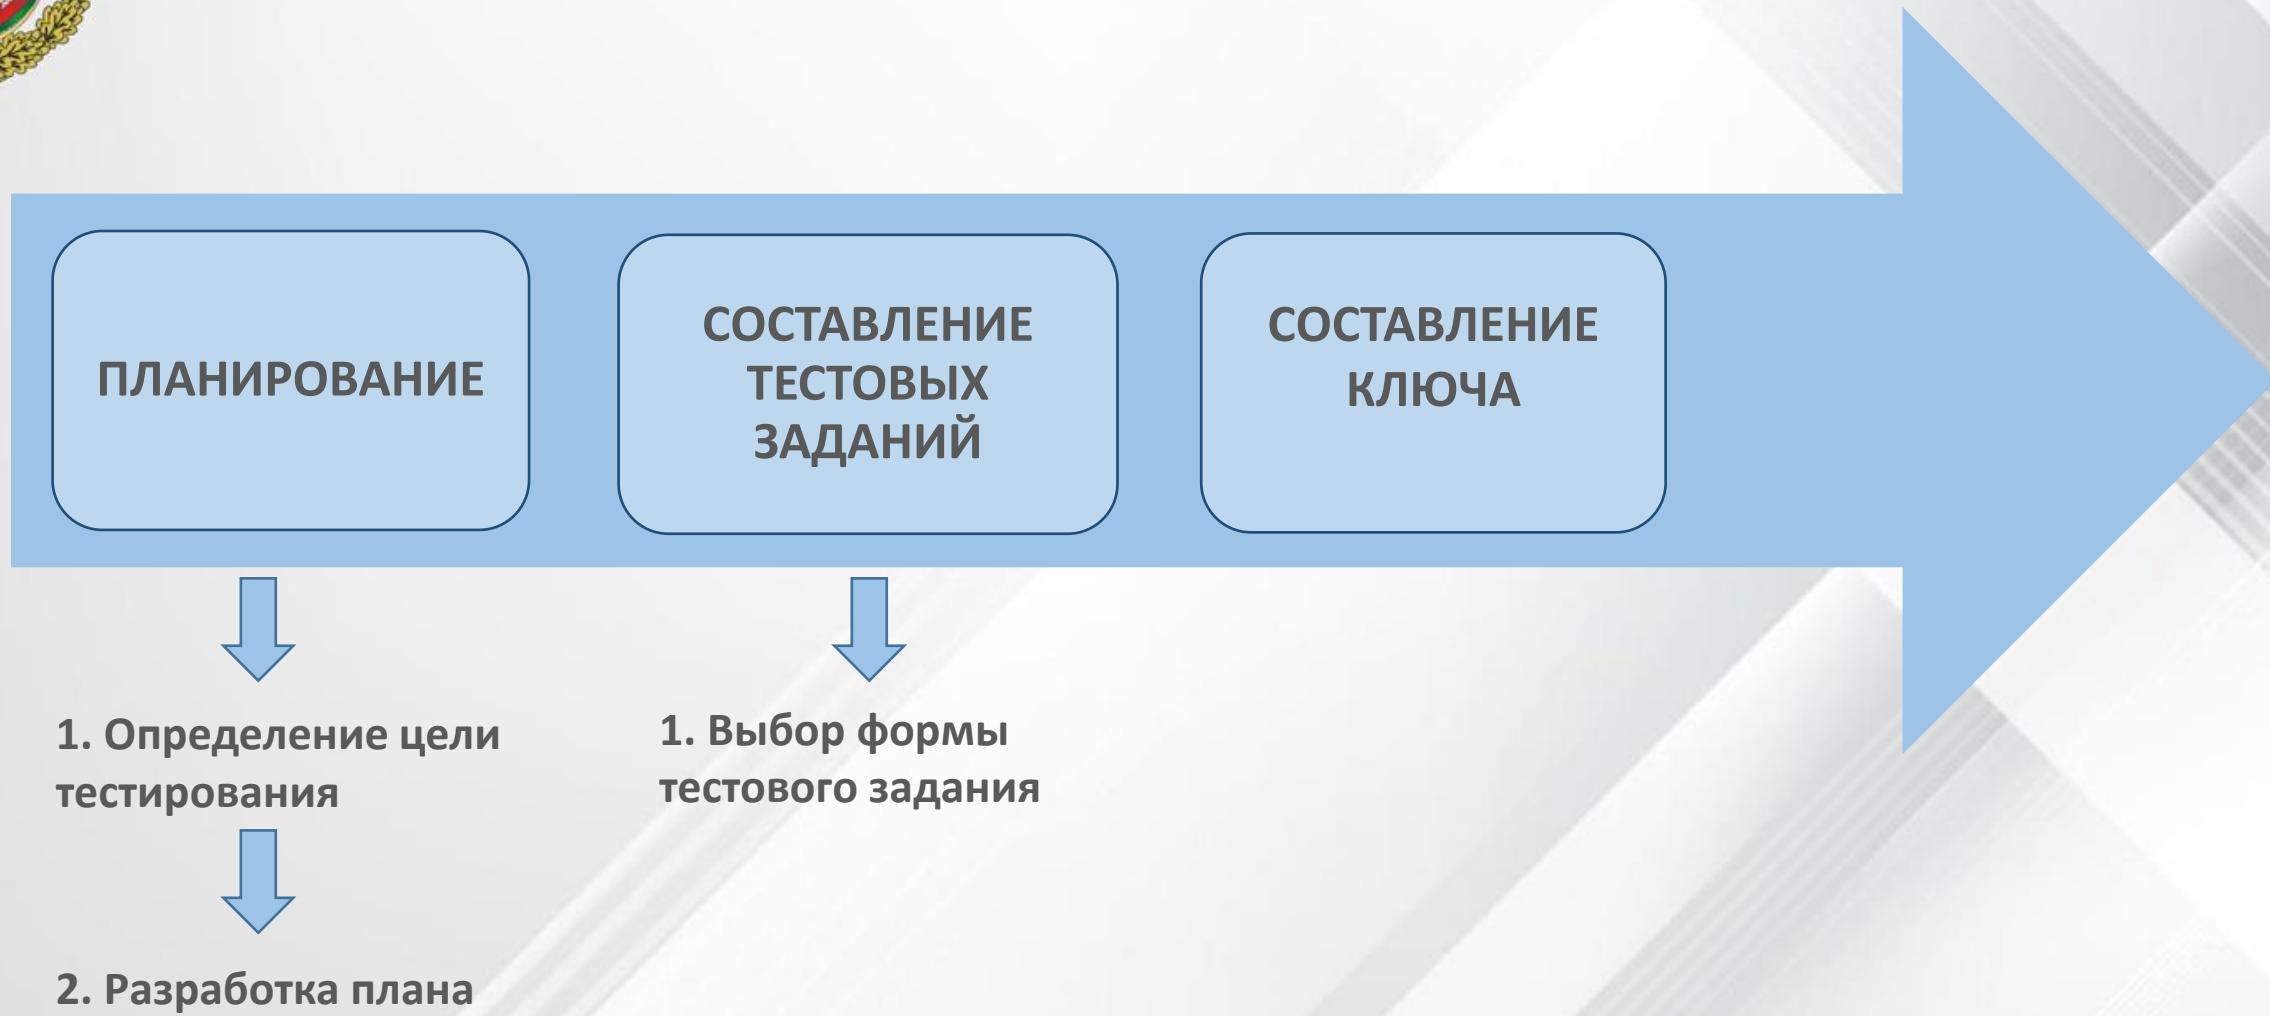 ПЛАНИРОВАНИЕ
СОСТАВЛЕНИЕ
ТЕСТОВЫХ
ЗАДАНИЙ
СОСТАВЛЕНИЕ
КЛЮЧА
1. Определение цели
тестирования
2. Разработка плана
1. Выбор формы
тестового задания